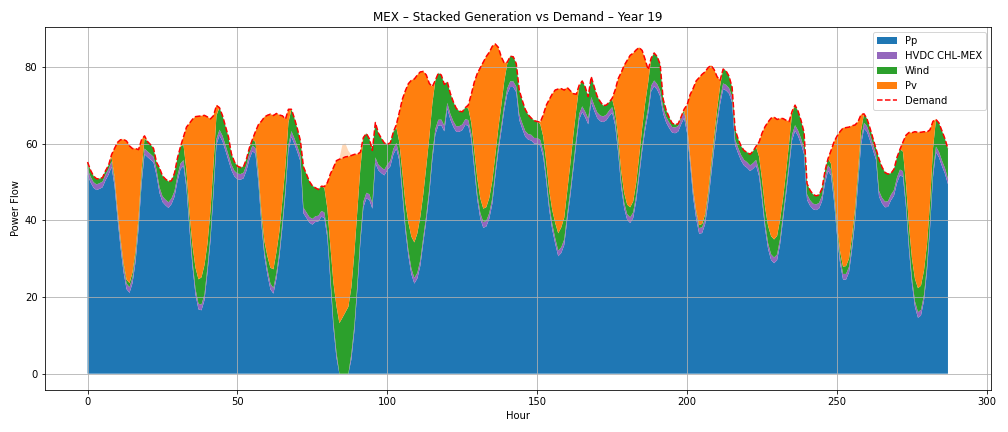 MEX – Stacked Generation vs Demand – Year 19
Pp
HVDC CHL-MEX
Wind
Pv
Demand
Power Flow
80
60
40
20
0
0 50 100 150 200 250 300
Hour